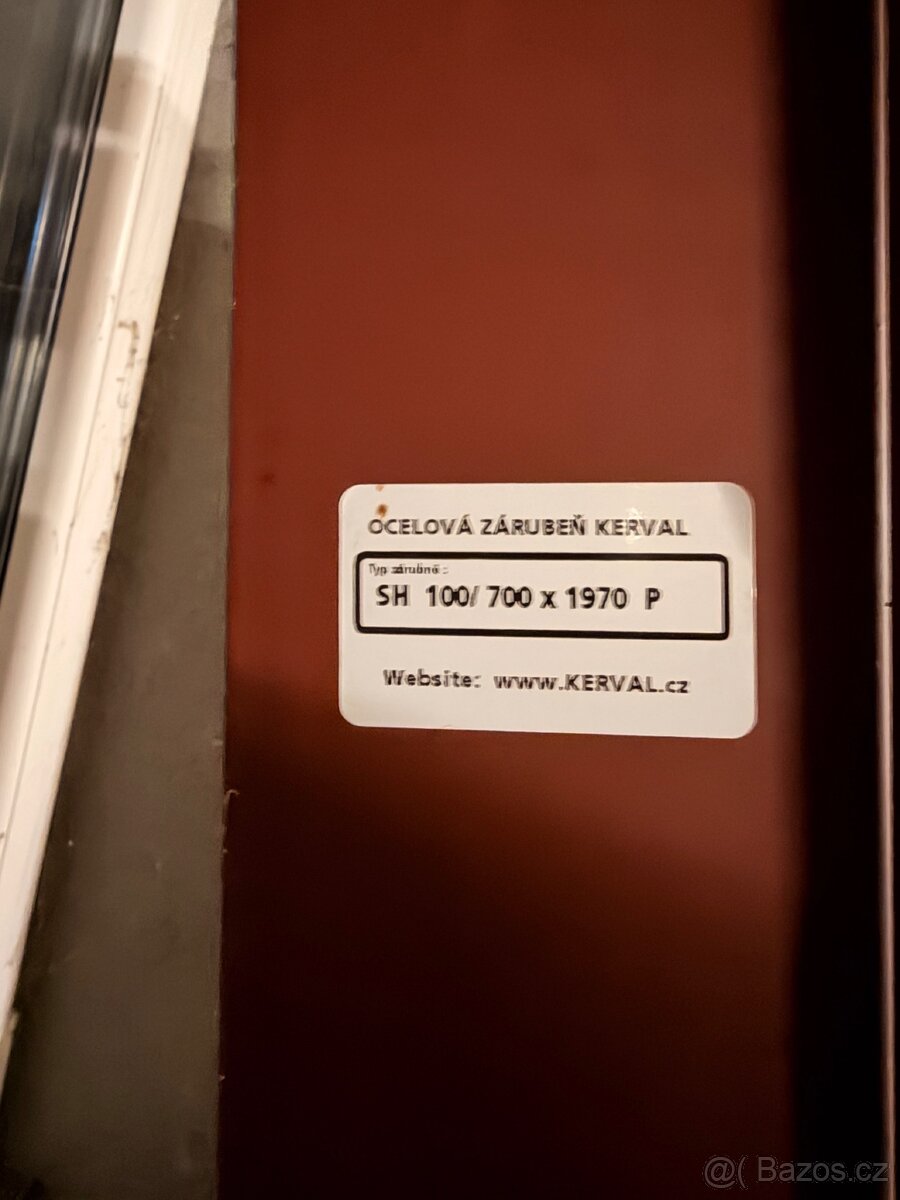 OCELOVÁ ZÁRUBEŇ KERVAL
Typ zárubně :
SH 100/ 700 x 1970 P
Website: www.KERVAL.cz
@( Bazos.cz